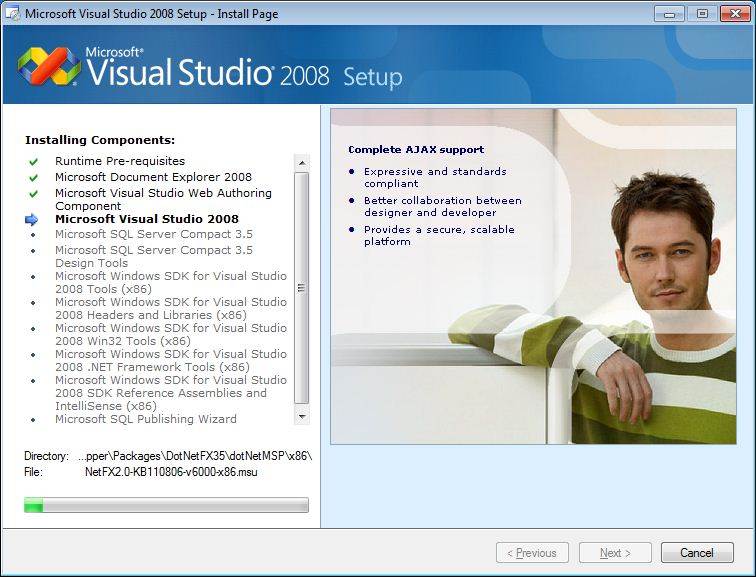 Microsoft Visual Studio 2008 Setup - Install Page
Microsoft®
Visual Studio® 2008 Setup
Installing Components:
Runtime Pre-requisites
Microsoft Document Explorer 2008
Microsoft Visual Studio Web Authoring
Component
Microsoft Visual Studio 2008
Microsoft SQL Server Compact 3.5
Microsoft SQL Server Compact 3.5
Design Tools
Microsoft Windows SDK for Visual Studio
2008 Tools (x86)
Microsoft Windows SDK for Visual Studio
2008 Headers and Libraries (x86)
Microsoft Windows SDK for Visual Studio
2008 Win32 Tools (x86)
Microsoft Windows SDK for Visual Studio
2008 .NET Framework Tools (x86)
Microsoft Windows SDK for Visual Studio
2008 SDK Reference Assemblies and
IntelliSense (x86)
Microsoft SQL Publishing Wizard
Directory: ...pper\Packages\DotNetFX35\dotNetMSP\x86\
File: NetFX2.0-KB110806-v6000-x86.msu
Complete AJAX support
• Expressive and standards
compliant
• Better collaboration between
designer and developer
• Provides a secure, scalable
platform
< Previous
Next >
Cancel